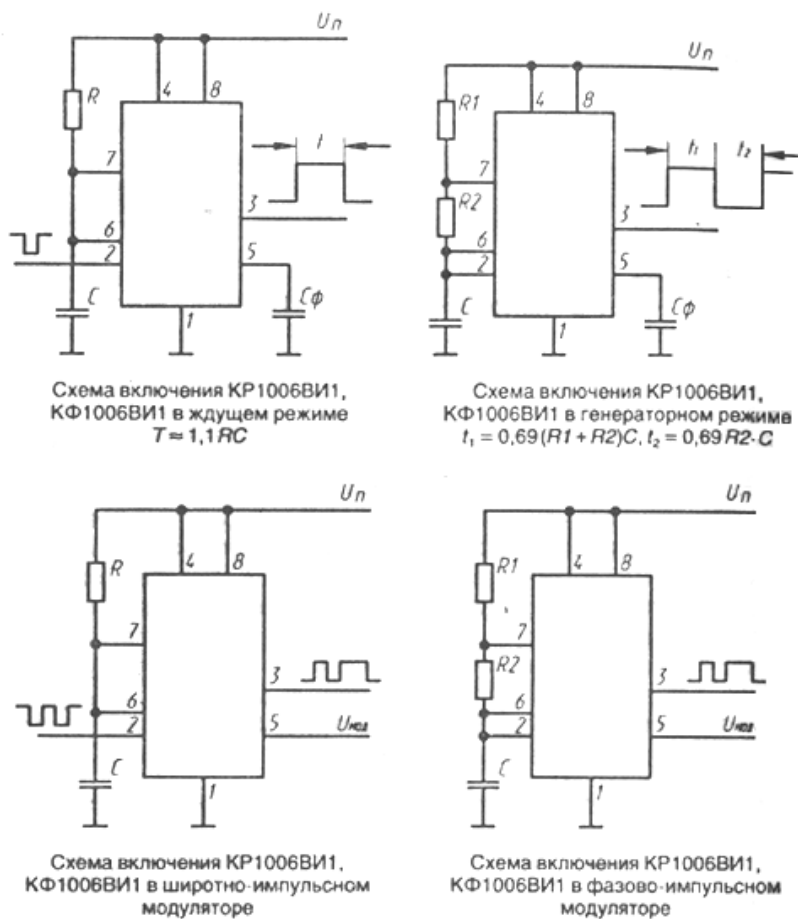 Uп
R
4
8
7
t
3
6
2
5
C
Cф
1
Схема включения КР1006ВИ1,
КФ1006ВИ1 в ждущем режиме
T ≈ 1,1RC
Uп
R1
4
8
7
t₁
t₂
R2
3
6
2
5
C
Cф
1
Схема включения КР1006ВИ1,
КФ1006ВИ1 в генераторном режиме
t₁ = 0,69(R1 + R2)C, t₂ = 0,69R2·C
Uп
R
4
8
7
3
6
2
5
Uмод
C
1
Схема включения КР1006ВИ1,
КФ1006ВИ1 в широтно-импульсном
модуляторе
Uп
R1
4
8
7
R2
3
6
2
5
Uмод
C
1
Схема включения КР1006ВИ1,
КФ1006ВИ1 в фазово-импульсном
модуляторе